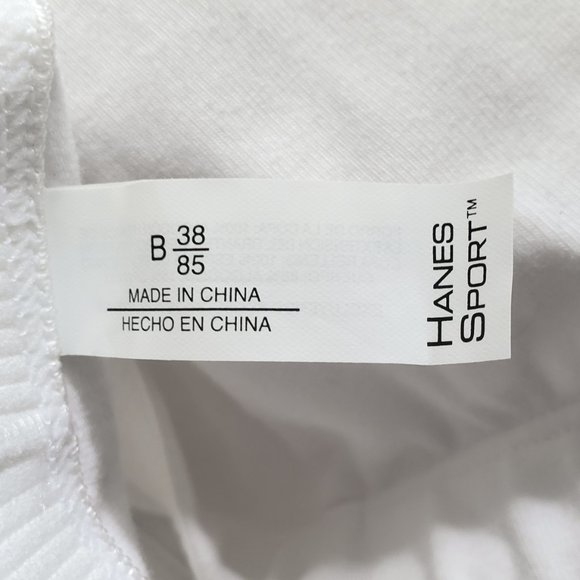 B 38
85
MADE IN CHINA
HECHO EN CHINA
HANES
SPORT™